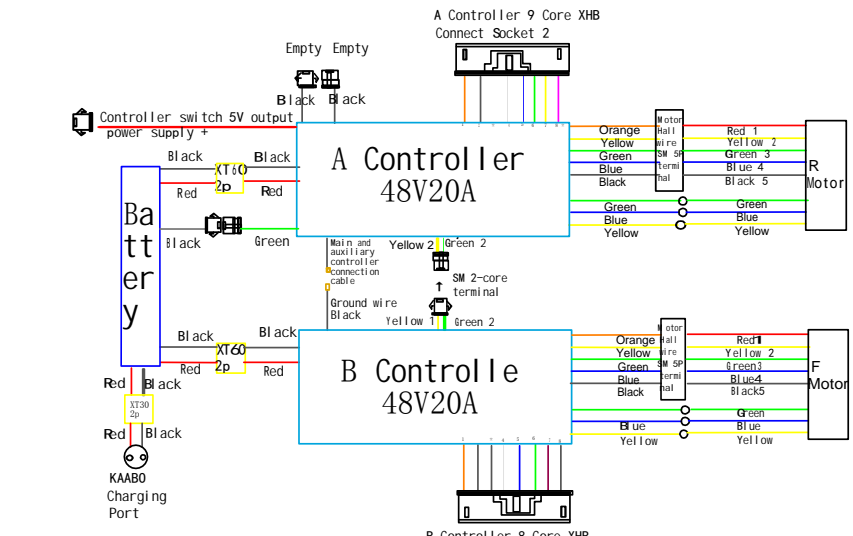 A Controller 9 Core XHB
Connect Socket 2
Empty Empty
Black Black
Controller switch 5V output
power supply +
Black
XT60
2p
Black
Red
Red
A Controller
48V20A
Orange
Yellow
Green
Blue
Black
Motor
Hall
wire
SM 5P
termi
nal
Red 1
Yellow 2
Green 3
Blue 4
Black 5
R
Motor
Green
Blue
Yellow
Green
Blue
Yellow
Ba
tt
er
y
Black
Green
Main and
auxiliary
controller
connection
cable
Yellow 2
Green 2
SM 2-core
terminal
Ground wire
Black
Yellow 1
Green 2
Black
XT60
2p
Black
Red
Red
B Controlle
48V20A
Orange
Yellow
Green
Blue
Black
Motor
Hall
wire
SM 5P
termi
nal
Red1
Yellow 2
Green3
Blue4
Black5
F
Motor
Blue
Yellow
Green
Blue
Yellow
Red
Black
XT30
2p
Red
Black
KAABO
Charging
Port
B Controller 8 Core XHB